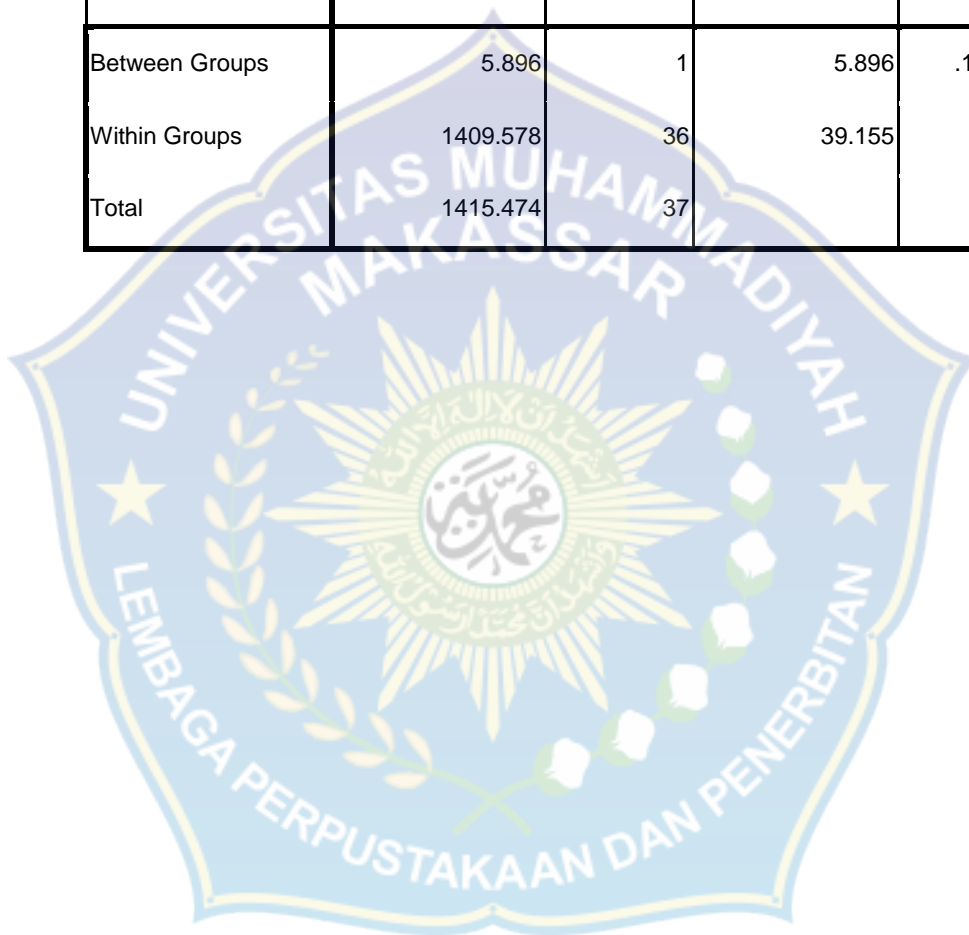 Between Groups 5.896 1 5.896 .1
Within Groups 1409.578 36 39.155
Total 1415.474 37
UNIVERSITAS MUHAMMADIYAH
MAKASSAR
LEMBAGA PERPUSTAKAAN DAN PENERBITAN